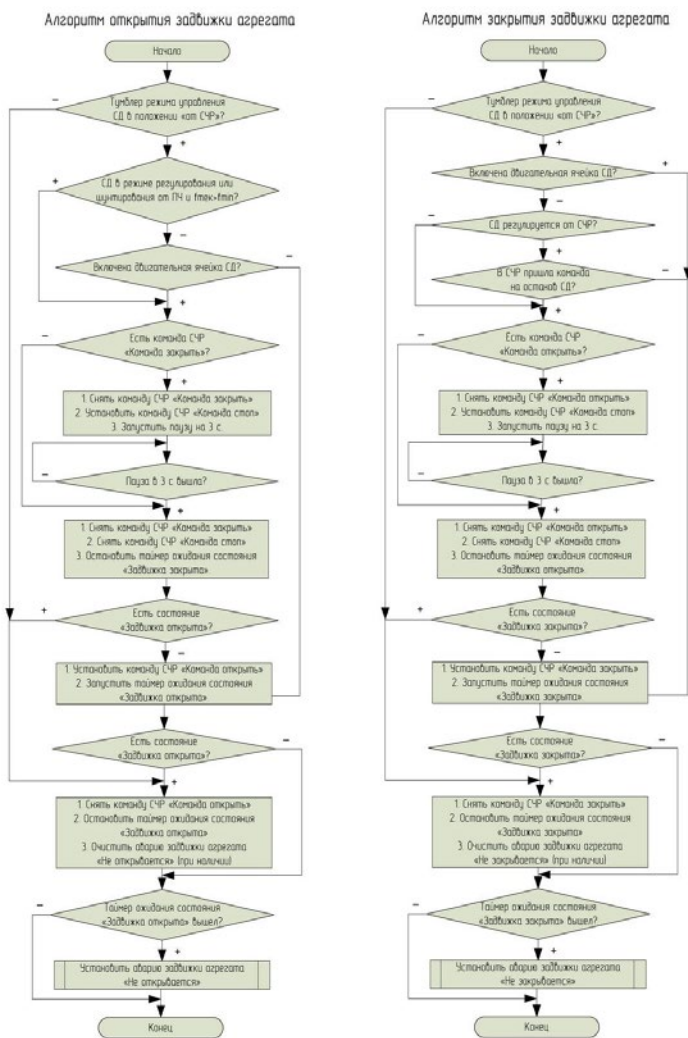 Алгоритм открытия задвижки агрегата
Начало
Тумблер режима управления
СД в положении «от СЧР»?
–
+
СД в режиме регулирования или
шунтирования от ПЧ и fтек>fmin?
+
–
Включена двигательная ячейка СД?
–
+
Есть команда СЧР
«Команда закрыть»?
–
+
1. Снять команду СЧР «Команда закрыть»
2. Установить команду СЧР «Команда стоп»
3. Запустить паузу на 3 с.
Пауза в 3 с вышла?
–
+
1. Снять команду СЧР «Команда закрыть»
2. Снять команду СЧР «Команда стоп»
3. Остановить таймер ожидания состояния
«Задвижка закрыта»
Есть состояние
«Задвижка открыта»?
+
–
1. Установить команду СЧР «Команда открыть»
2. Запустить таймер ожидания состояния
«Задвижка открыта»
Есть состояние
«Задвижка открыта»?
–
+
1. Снять команду СЧР «Команда открыть»
2. Остановить таймер ожидания состояния
«Задвижка открыта»
3. Очистить аварию задвижки агрегата
«Не открывается» (при наличии)
Таймер ожидания состояния
«Задвижка открыта» вышел?
–
+
Установить аварию задвижки агрегата
«Не открывается»
Конец
Алгоритм закрытия задвижки агрегата
Начало
Тумблер режима управления
СД в положении «от СЧР»?
–
+
Включена двигательная ячейка СД?
+
–
СД регулируется от СЧР?
–
+
В СЧР пришла команда
на останов СД?
–
+
Есть команда СЧР
«Команда открыть»?
–
+
1. Снять команду СЧР «Команда открыть»
2. Установить команду СЧР «Команда стоп»
3. Запустить паузу на 3 с.
Пауза в 3 с вышла?
–
+
1. Снять команду СЧР «Команда открыть»
2. Снять команду СЧР «Команда стоп»
3. Остановить таймер ожидания состояния
«Задвижка открыта»
Есть состояние
«Задвижка закрыта»?
+
–
1. Установить команду СЧР «Команда закрыть»
2. Запустить таймер ожидания состояния
«Задвижка закрыта»
Есть состояние
«Задвижка закрыта»?
–
+
1. Снять команду СЧР «Команда закрыть»
2. Остановить таймер ожидания состояния
«Задвижка закрыта»
3. Очистить аварию задвижки агрегата
«Не закрывается» (при наличии)
Таймер ожидания состояния
«Задвижка закрыта» вышел?
–
+
Установить аварию задвижки агрегата
«Не закрывается»
Конец